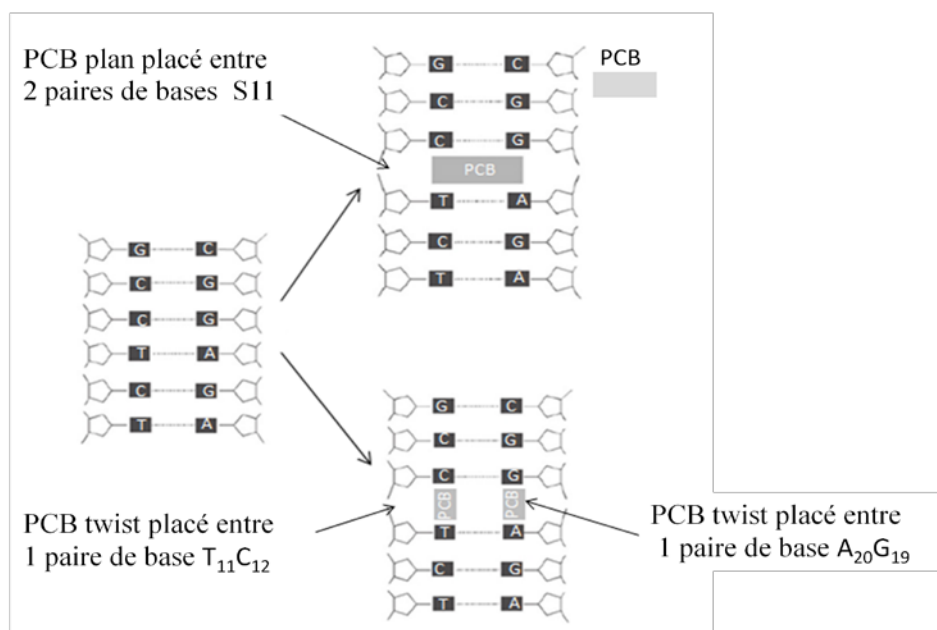 PCB plan placé entre
2 paires de bases S11
PCB
G C
C G
C G
PCB
T A
C G
T A
G C
C G
C G
T A
C G
T A
G C
C G
C G
PCB PCB
T A
C G
T A
PCB twist placé entre
1 paire de base T₁₁C₁₂
PCB twist placé entre
1 paire de base A₂₀G₁₉